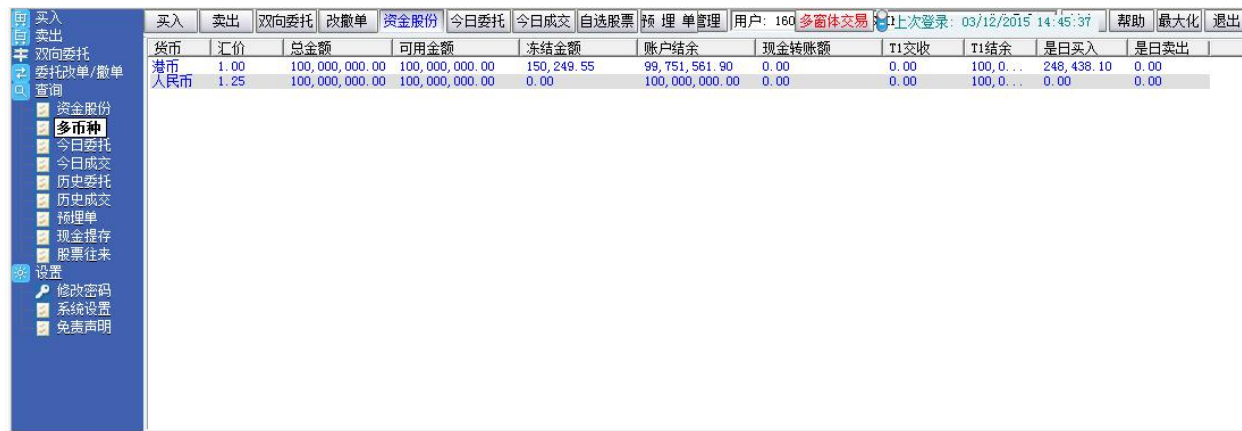 买入 卖出 双向委托 改撤单 资金股份 今日委托 今日成交 自选股票 预 埋 单管理 用户: 160 多窗体交易 上次登录: 03/12/2015 14:45:37 帮助 最大化 退出
买入
卖出
双向委托
委托改单/撤单
查询
资金股份
多币种
今日委托
今日成交
历史委托
历史成交
预埋单
现金提存
股票往来
设置
修改密码
系统设置
免责声明
货币 汇价 总金额 可用金额 冻结金额 账户结余 现金转账额 T1交收 T1结余 是日买入 是日卖出
港币 1.00 100,000,000.00 100,000,000.00 150,249.55 99,751,561.90 0.00 0.00 100,0... 248,438.10 0.00
人民币 1.25 100,000,000.00 100,000,000.00 0.00 100,000,000.00 0.00 0.00 100,0... 0.00 0.00